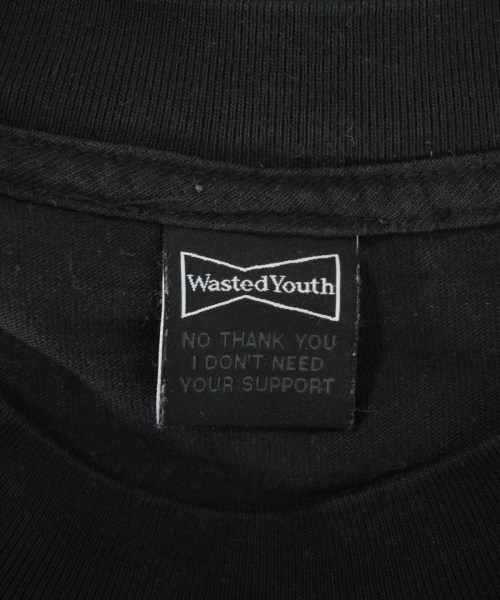 Wasted Youth
NO THANK YOU
I DON'T NEED
YOUR SUPPORT